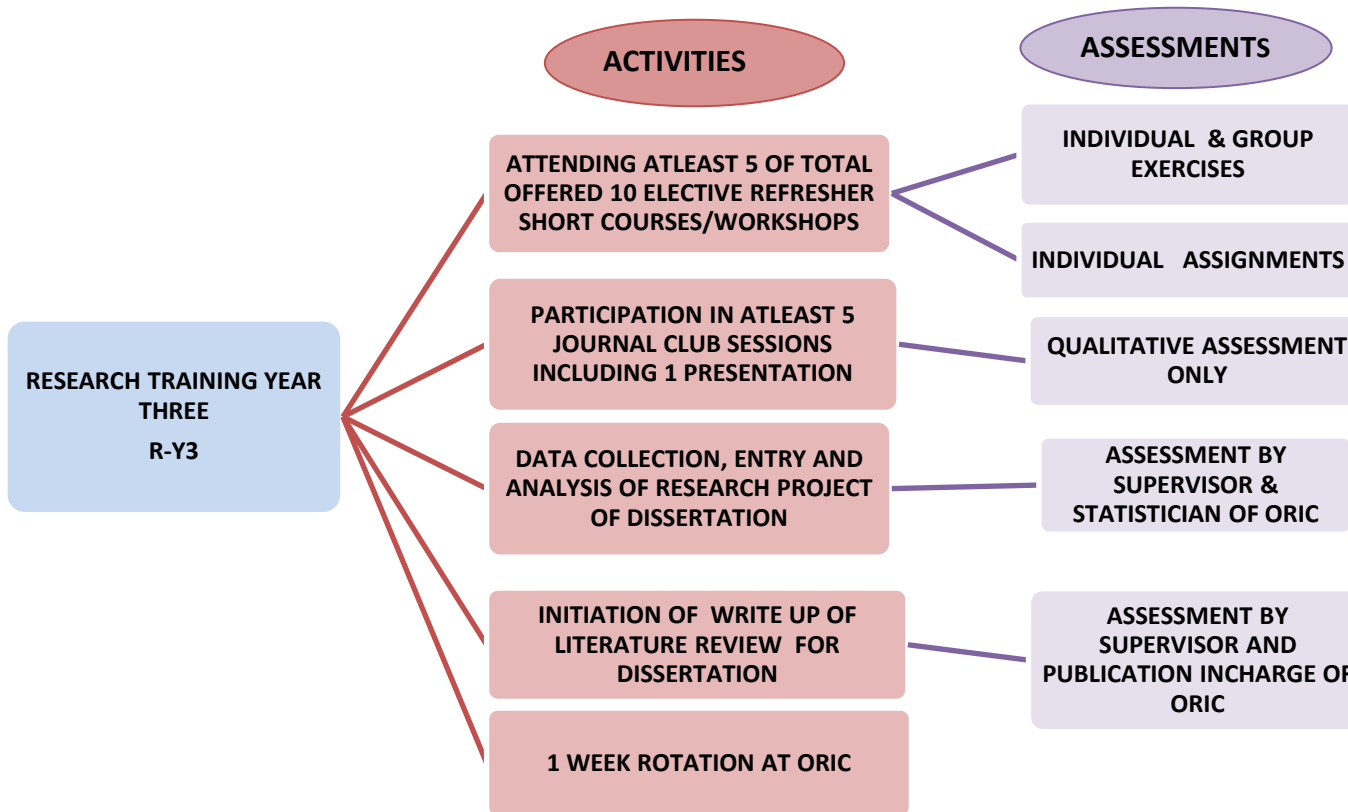 ACTIVITIES
ASSESSMENTs
RESEARCH TRAINING YEAR
THREE
R-Y3
ATTENDING ATLEAST 5 OF TOTAL
OFFERED 10 ELECTIVE REFRESHER
SHORT COURSES/WORKSHOPS
INDIVIDUAL & GROUP
EXERCISES
INDIVIDUAL ASSIGNMENTS
PARTICIPATION IN ATLEAST 5
JOURNAL CLUB SESSIONS
INCLUDING 1 PRESENTATION
QUALITATIVE ASSESSMENT
ONLY
DATA COLLECTION, ENTRY AND
ANALYSIS OF RESEARCH PROJECT
OF DISSERTATION
ASSESSMENT BY
SUPERVISOR &
STATISTICIAN OF ORIC
INITIATION OF WRITE UP OF
LITERATURE REVIEW FOR
DISSERTATION
ASSESSMENT BY
SUPERVISOR AND
PUBLICATION INCHARGE OF
ORIC
1 WEEK ROTATION AT ORIC